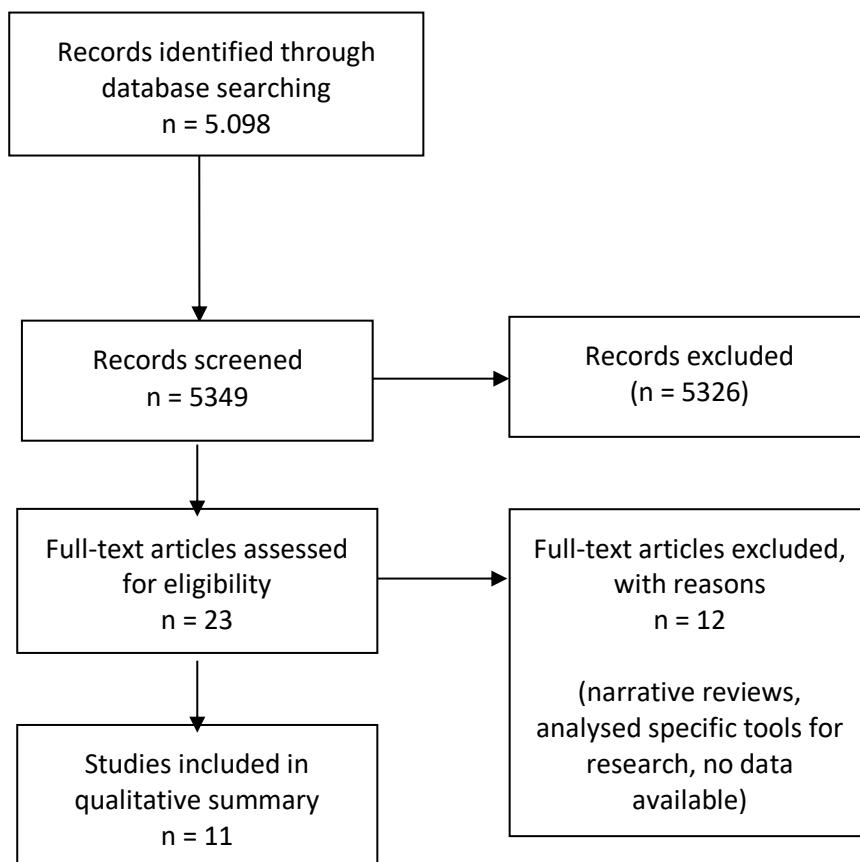 Records identified through
database searching
n = 5.098
Records screened
n = 5349
Records excluded
(n = 5326)
Full-text articles assessed
for eligibility
n = 23
Full-text articles excluded,
with reasons
n = 12
(narrative reviews,
analysed specific tools for
research, no data
available)
Studies included in
qualitative summary
n = 11